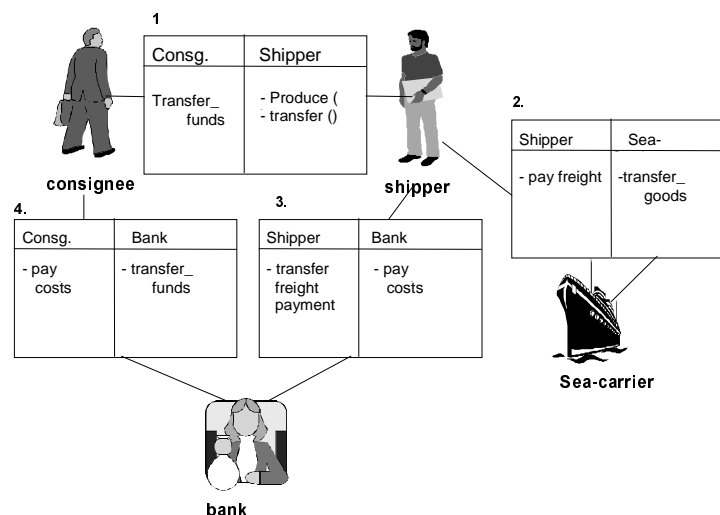 1
Consg. Shipper
Transfer_
funds
- Produce (
- transfer ()
consignee
shipper
2.
Shipper Sea-
- pay freight
-transfer_
goods
Sea-carrier
3.
Shipper Bank
- transfer
freight
payment
- pay
costs
4.
Consg. Bank
- pay
costs
- transfer_
funds
bank